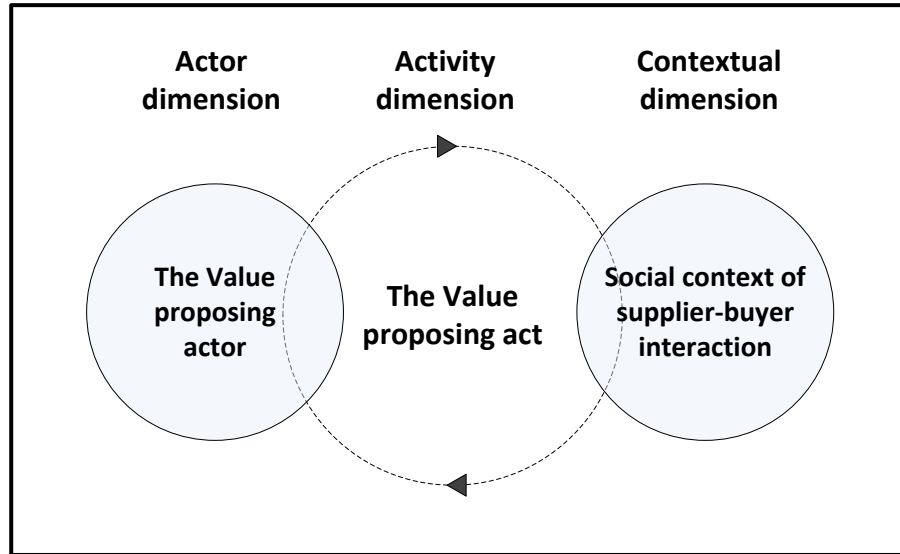 Actor
dimension
Activity
dimension
Contextual
dimension
The Value
proposing
actor
The Value
proposing act
Social context of
supplier-buyer
interaction